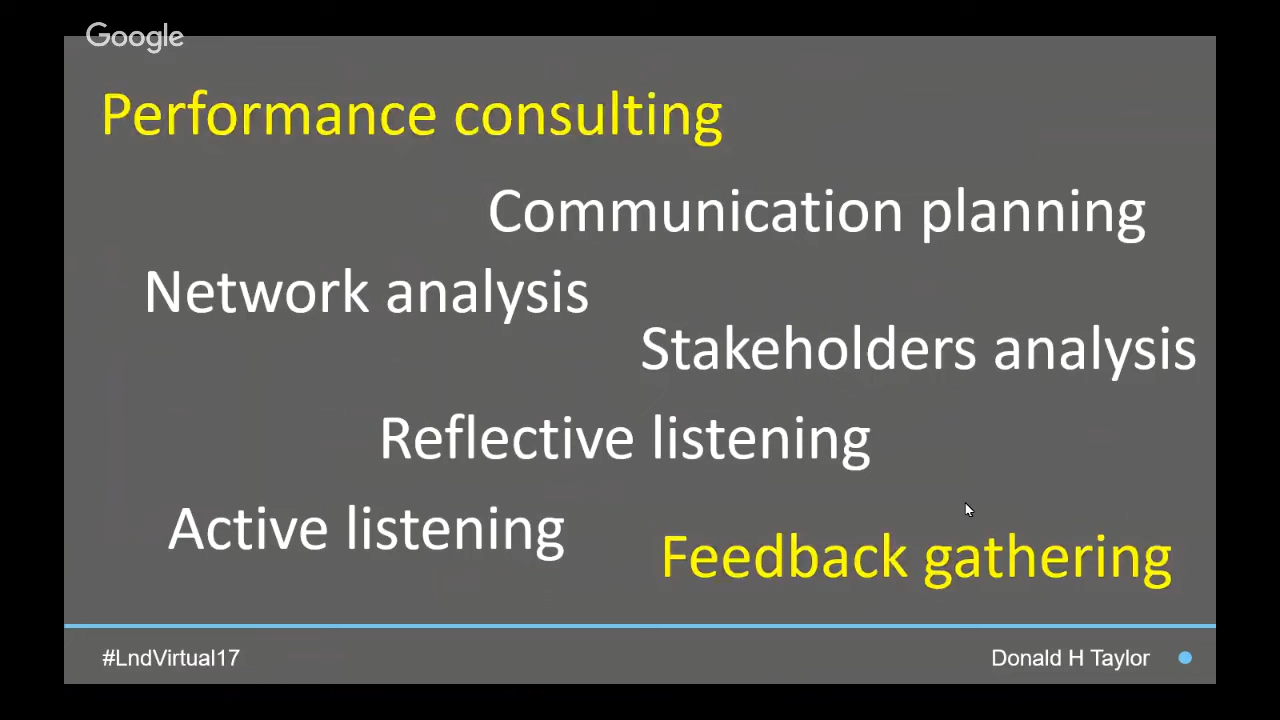 Google
Performance consulting
Communication planning
Network analysis
Stakeholders analysis
Reflective listening
Active listening
Feedback gathering
#LndVirtual17
Donald H Taylor